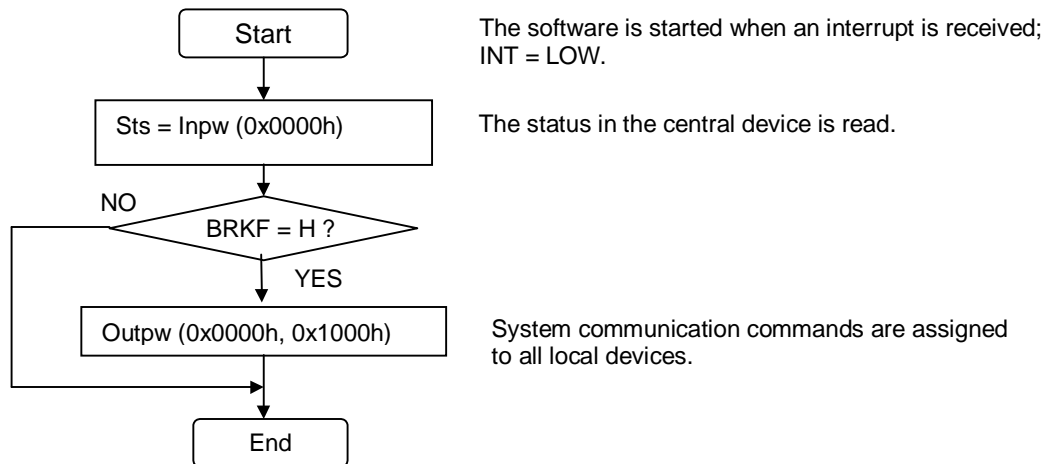 Start
The software is started when an interrupt is received;
INT = LOW.
Sts = Inpw (0x0000h)
The status in the central device is read.
NO
BRKF = H ?
YES
Outpw (0x0000h, 0x1000h)
System communication commands are assigned
to all local devices.
End